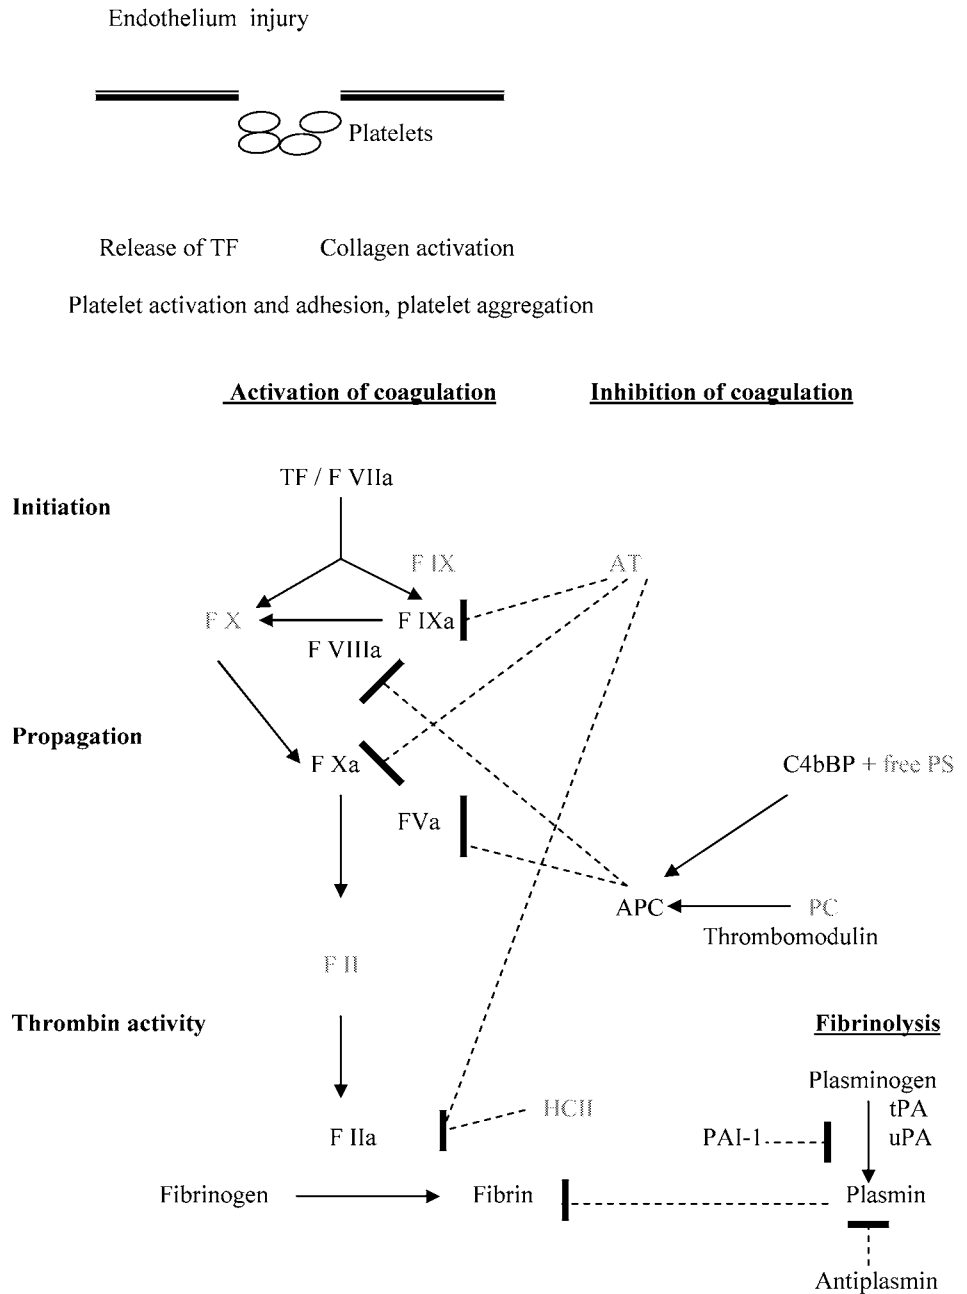 Endothelium injury
Platelets
Release of TF
Collagen activation
Platelet activation and adhesion, platelet aggregation
Activation of coagulation
Inhibition of coagulation
TF / F VIIa
Initiation
F IX
AT
F X
F IXa
F VIIIa
Propagation
F Xa
C4bBP + free PS
FVa
APC
PC
Thrombomodulin
F II
Thrombin activity
Fibrinolysis
Plasminogen
tPA
HCII
F IIa
PAI-1
uPA
Fibrinogen
Fibrin
Plasmin
Antiplasmin